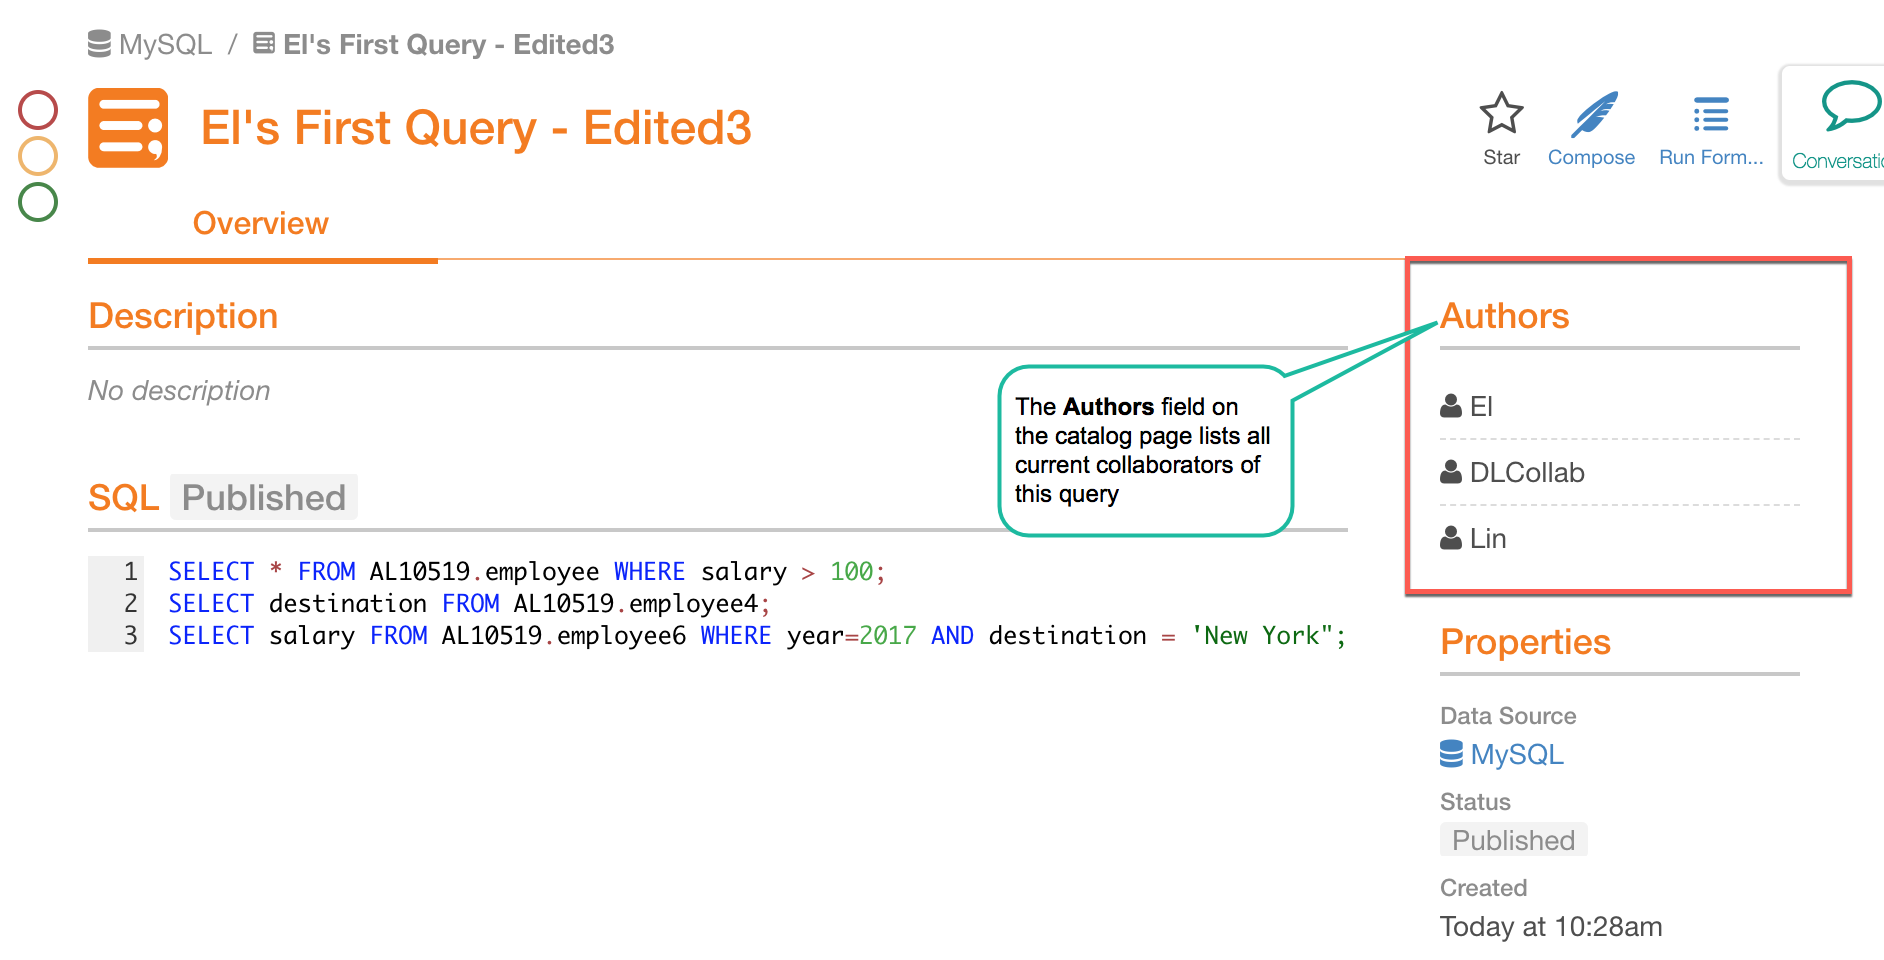 MySQL / El's First Query - Edited3
El's First Query - Edited3
Star
Compose
Run Form...
Conversatio
Overview
Description
No description
SQL Published
1 SELECT * FROM AL10519.employee WHERE salary > 100;
2 SELECT destination FROM AL10519.employee4;
3 SELECT salary FROM AL10519.employee6 WHERE year=2017 AND destination = 'New York";
The Authors field on
the catalog page lists all
current collaborators of
this query
Authors
El
DLCollab
Lin
Properties
Data Source
MySQL
Status
Published
Created
Today at 10:28am